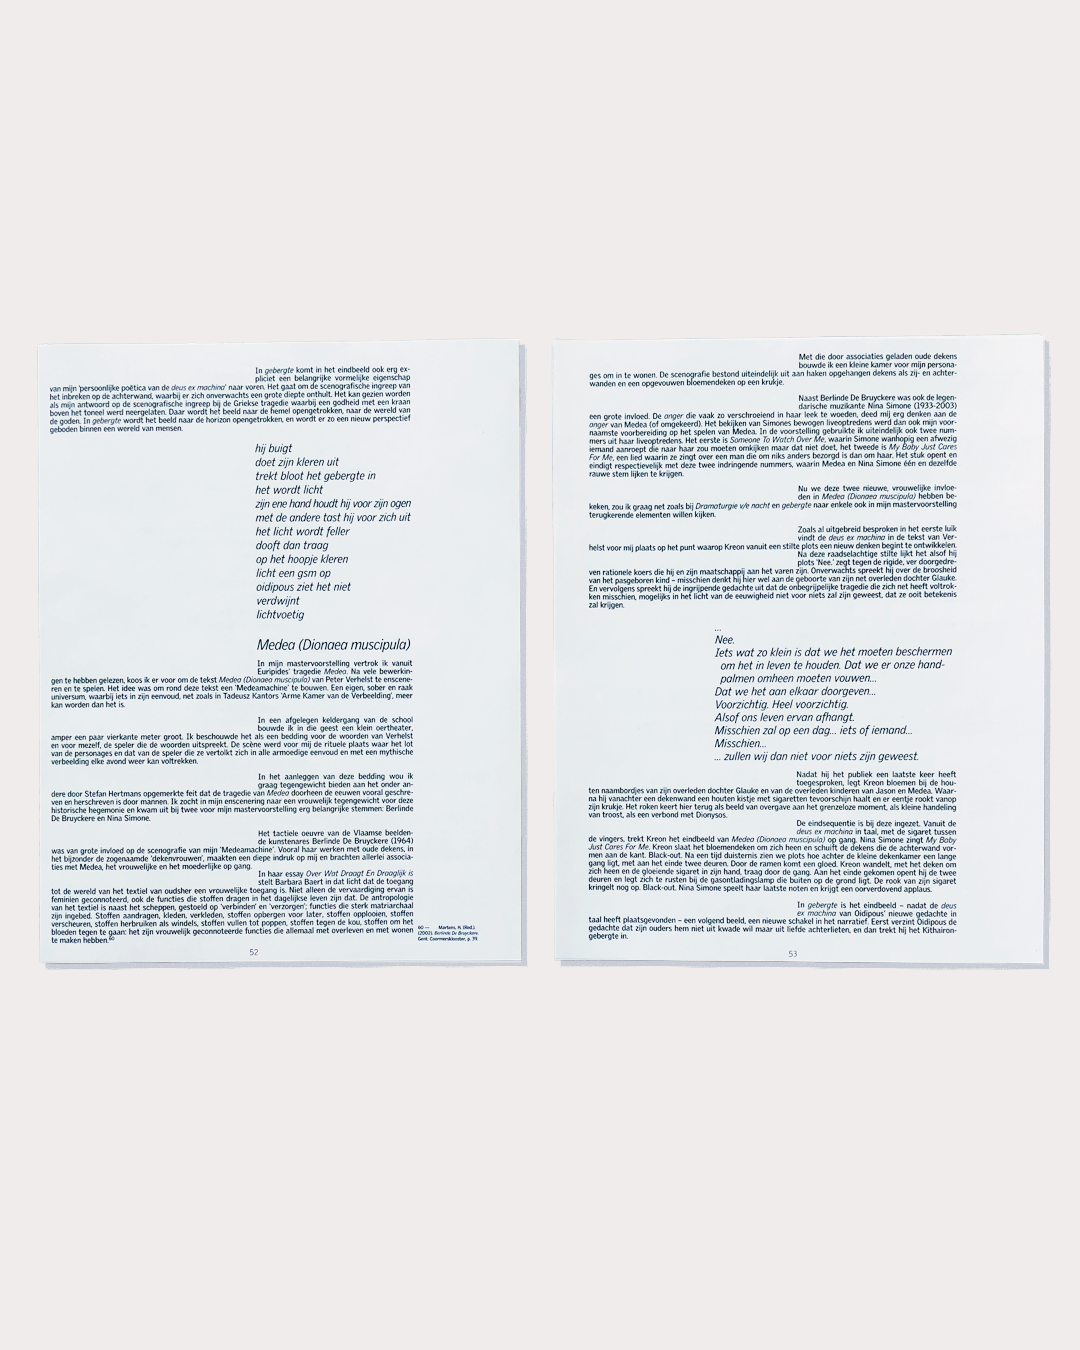 In gebergte komt in het eindbeeld ook erg ex-
pliciet een belangrijke vormelijke eigenschap
van mijn 'persoonlijke poëtica van de deus ex machina' naar voren. Het gaat om de scenografische ingreep van
het inbreken op de achterwand, waarbij er zich onverwachts een grote diepte onthult. Het kan gezien worden
als mijn antwoord op de scenografische ingreep bij de Griekse tragedie waarbij een godheid met een kraan
boven het toneel werd neergelaten. Daar wordt het beeld naar de hemel opengetrokken, naar de wereld van
de goden. In gebergte wordt het beeld naar de horizon opengetrokken, en wordt er zo een nieuw perspectief
geboden binnen een wereld van mensen.
hij buigt
doet zijn kleren uit
trekt bloot het gebergte in
het wordt licht
zijn ene hand houdt hij voor zijn ogen
met de andere tast hij voor zich uit
het licht wordt feller
dooft dan traag
op het hoopje kleren
licht een gsm op
oidipous ziet het niet
verdwijnt
lichtvoetig
Medea (Dionaea muscipula)
In mijn mastervoorstelling vertrok ik vanuit
Euripides' tragedie Medea. Na vele bewerkin-
gen te hebben gelezen, koos ik er voor om de tekst Medea (Dionaea muscipula) van Peter Verhelst te enscene-
ren en te spelen. Het idee was om rond deze tekst een 'Medeamachine' te bouwen. Een eigen, sober en raak
universum, waarbij iets in zijn eenvoud, net zoals in Tadeusz Kantors 'Arme Kamer van de Verbeelding', meer
kan worden dan het is.
In een afgelegen keldergang van de school
bouwde ik in die geest een klein oertheater,
amper een paar vierkante meter groot. Ik beschouwde het als een bedding voor de woorden van Verhelst
en voor mezelf, de speler die de woorden uitspreekt. De scène werd voor mij de rituele plaats waar het lot
van de personages en dat van de speler die ze vertolkt zich in alle armoedige eenvoud en met een mythische
verbeelding elke avond weer kan voltrekken.
In het aanleggen van deze bedding wou ik
graag tegengewicht bieden aan het onder an-
dere door Stefan Hertmans opgemerkte feit dat de tragedie van Medea doorheen de eeuwen vooral geschre-
ven en herschreven is door mannen. Ik zocht in mijn enscenering naar een vrouwelijk tegengewicht voor deze
historische hegemonie en kwam uit bij twee voor mijn mastervoorstelling erg belangrijke stemmen: Berlinde
De Bruyckere en Nina Simone.
Het tactiele oeuvre van de Vlaamse beelden-
de kunstenares Berlinde De Bruyckere (1964)
was van grote invloed op de scenografie van mijn 'Medeamachine'. Vooral haar werken met oude dekens, in
het bijzonder de zogenaamde 'dekenvrouwen', maakten een diepe indruk op mij en brachten allerlei associa-
ties met Medea, het vrouwelijke en het moederlijke op gang.
In haar essay Over Wat Draagt En Draaglijk is
stelt Barbara Baert in dat licht dat de toegang
tot de wereld van het textiel van oudsher een vrouwelijke toegang is. Niet alleen de vervaardiging ervan is
feminien geconnoteerd, ook de functies die stoffen dragen in het dagelijkse leven zijn dat. De antropologie
van het textiel is naast het scheppen, gestoeld op 'verbinden' en 'verzorgen'; functies die sterk matriarchaal
zijn ingebed. Stoffen aandragen, kleden, verkleden, stoffen opbergen voor later, stoffen opplooien, stoffen
verscheuren, stoffen herbruiken als windels, stoffen vullen tot poppen, stoffen tegen de kou, stoffen om het
bloeden tegen te gaan: het zijn vrouwelijk geconnoteerde functies die allemaal met overleven en met wonen
te maken hebben.60
60 — Martens, H. (Red.).
(2002). Berlinde De Bruyckere.
Gent: Caermersklooster, p. 39.
52
Met die door associaties geladen oude dekens
bouwde ik een kleine kamer voor mijn persona-
ges om in te wonen. De scenografie bestond uiteindelijk uit aan haken opgehangen dekens als zij- en achter-
wanden en een opgevouwen bloemendeken op een krukje.
Naast Berlinde De Bruyckere was ook de legen-
darische muzikante Nina Simone (1933-2003)
een grote invloed. De anger die vaak zo verschroeiend in haar leek te woeden, deed mij erg denken aan de
anger van Medea (of omgekeerd). Het bekijken van Simones bewogen liveoptredens werd dan ook mijn voor-
naamste voorbereiding op het spelen van Medea. In de voorstelling gebruikte ik uiteindelijk ook twee num-
mers uit haar liveoptredens. Het eerste is Someone To Watch Over Me, waarin Simone wanhopig een afwezig
iemand aanroept die naar haar zou moeten omkijken maar dat niet doet, het tweede is My Baby Just Cares
For Me, een lied waarin ze zingt over een man die om niks anders bezorgd is dan om haar. Het stuk opent en
eindigt respectievelijk met deze twee indringende nummers, waarin Medea en Nina Simone één en dezelfde
rauwe stem lijken te krijgen.
Nu we deze twee nieuwe, vrouwelijke invloe-
den in Medea (Dionaea muscipula) hebben be-
keken, zou ik graag net zoals bij Dramaturgie v/e nacht en gebergte naar enkele ook in mijn mastervoorstelling
terugkerende elementen willen kijken.
Zoals al uitgebreid besproken in het eerste luik
vindt de deus ex machina in de tekst van Ver-
helst voor mij plaats op het punt waarop Kreon vanuit een stilte plots een nieuw denken begint te ontwikkelen.
Na deze raadselachtige stilte lijkt het alsof hij
plots 'Nee.' zegt tegen de rigide, ver doorgedre-
ven rationele koers die hij en zijn maatschappij aan het varen zijn. Onverwachts spreekt hij over de broosheid
van het pasgeboren kind – misschien denkt hij hier wel aan de geboorte van zijn net overleden dochter Glauke.
En vervolgens spreekt hij de ingrijpende gedachte uit dat de onbegrijpelijke tragedie die zich net heeft voltrok-
ken misschien, mogelijks in het licht van de eeuwigheid niet voor niets zal zijn geweest, dat ze ooit betekenis
zal krijgen.
...
Nee.
Iets wat zo klein is dat we het moeten beschermen
om het in leven te houden. Dat we er onze hand-
palmen omheen moeten vouwen...
Dat we het aan elkaar doorgeven...
Voorzichtig. Heel voorzichtig.
Alsof ons leven ervan afhangt.
Misschien zal op een dag... iets of iemand...
Misschien...
... zullen wij dan niet voor niets zijn geweest.
Nadat hij het publiek een laatste keer heeft
toegesproken, legt Kreon bloemen bij de hou-
ten naambordjes van zijn overleden dochter Glauke en van de overleden kinderen van Jason en Medea. Waar-
na hij vanachter een dekenwand een houten kistje met sigaretten tevoorschijn haalt en er eentje rookt vanop
zijn krukje. Het roken keert hier terug als beeld van overgave aan het grenzeloze moment, als kleine handeling
van troost, als een verbond met Dionysos.
De eindsequentie is bij deze ingezet. Vanuit de
deus ex machina in taal, met de sigaret tussen
de vingers, trekt Kreon het eindbeeld van Medea (Dionaea muscipula) op gang. Nina Simone zingt My Baby
Just Cares For Me. Kreon slaat het bloemendeken om zich heen en schuift de dekens die de achterwand vor-
men aan de kant. Black-out. Na een tijd duisternis zien we plots hoe achter de kleine dekenkamer een lange
gang ligt, met aan het einde twee deuren. Door de ramen komt een gloed. Kreon wandelt, met het deken om
zich heen en de gloeiende sigaret in zijn hand, traag door de gang. Aan het einde gekomen opent hij de twee
deuren en legt zich te rusten bij de gasontladingslamp die buiten op de grond ligt. De rook van zijn sigaret
kringelt nog op. Black-out. Nina Simone speelt haar laatste noten en krijgt een oorverdovend applaus.
In gebergte is het eindbeeld – nadat de deus
ex machina van Oidipous' nieuwe gedachte in
taal heeft plaatsgevonden – een volgend beeld, een nieuwe schakel in het narratief. Eerst verzint Oidipous de
gedachte dat zijn ouders hem niet uit kwade wil maar uit liefde achterlieten, en dan trekt hij het Kithairon-
gebergte in.
53